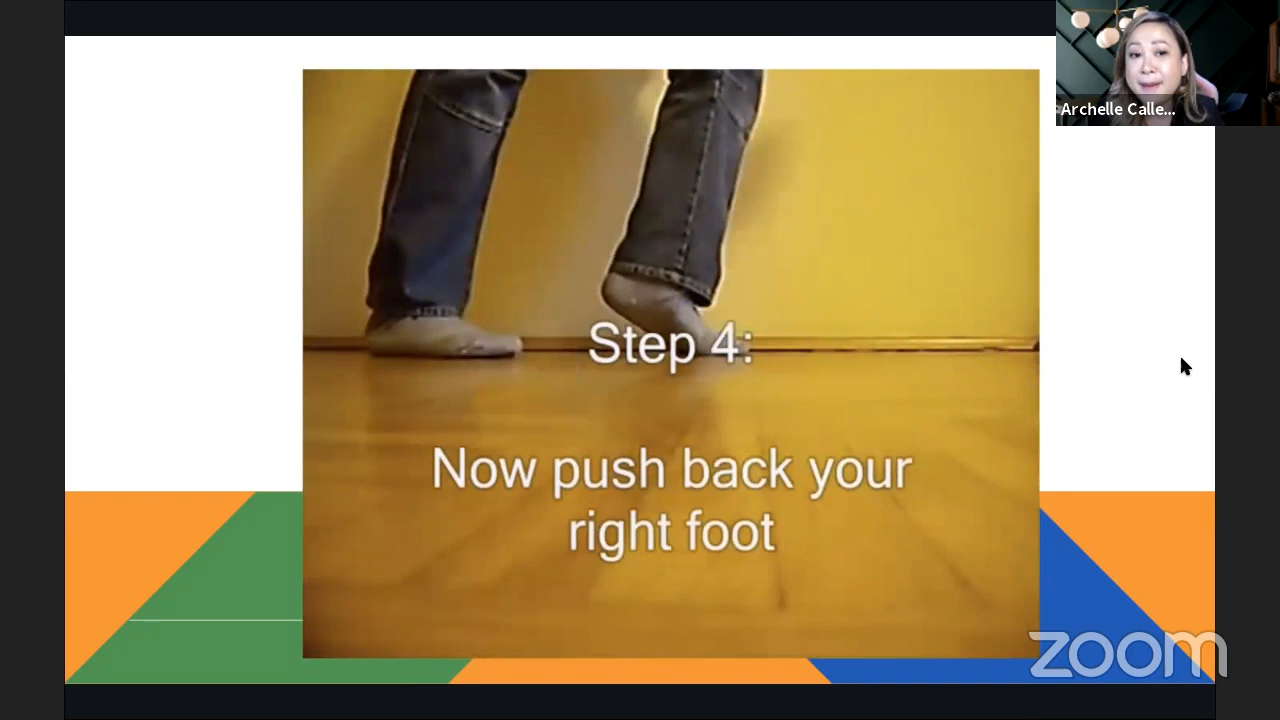 Archelle Calle...
Step 4:
Now push back your
right foot
zoom